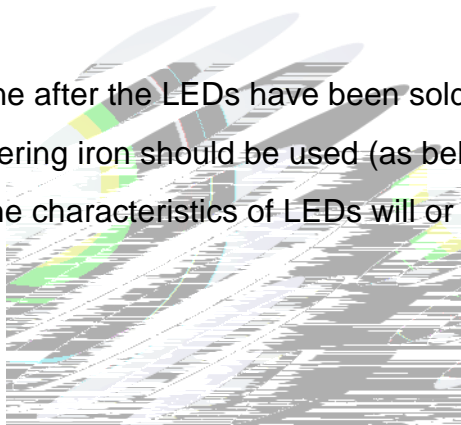 ne after the LEDs have been sold
ering iron should be used (as bel
ne characteristics of LEDs will or